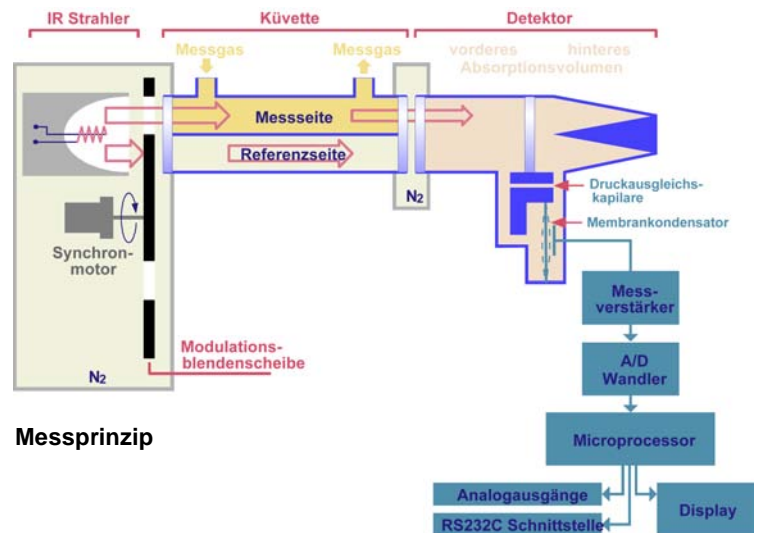 IR Strahler
Küvette
Detektor
Messgas
Messgas
vorderes
hinteres
Absorptionsvolumen
Messseite
Referenzseite
N2
Druckausgleichs-
kapilare
Membrankondensator
Synchron-
motor
Modulations-
blendenscheibe
N2
Mess-
verstärker
A/D
Wandler
Messprinzip
Microprocessor
Analogausgänge
RS232C Schnittstelle
Display